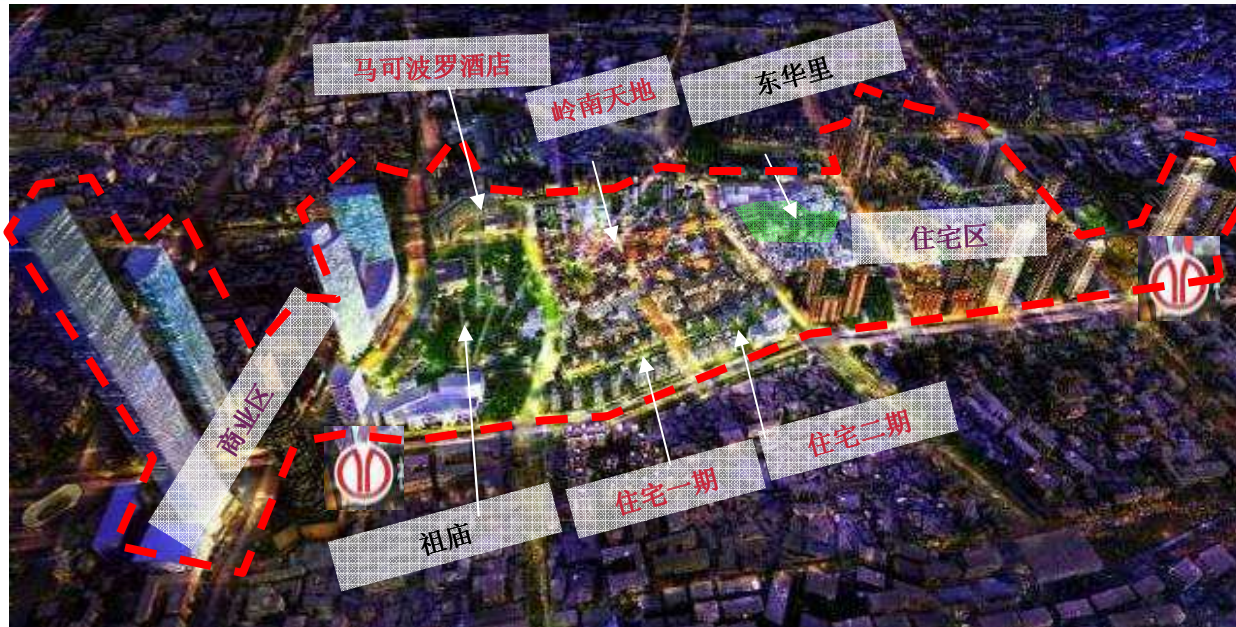 马可波罗酒店
岭南天地
东华里
住宅区
商业区
祖庙
住宅一期
住宅二期